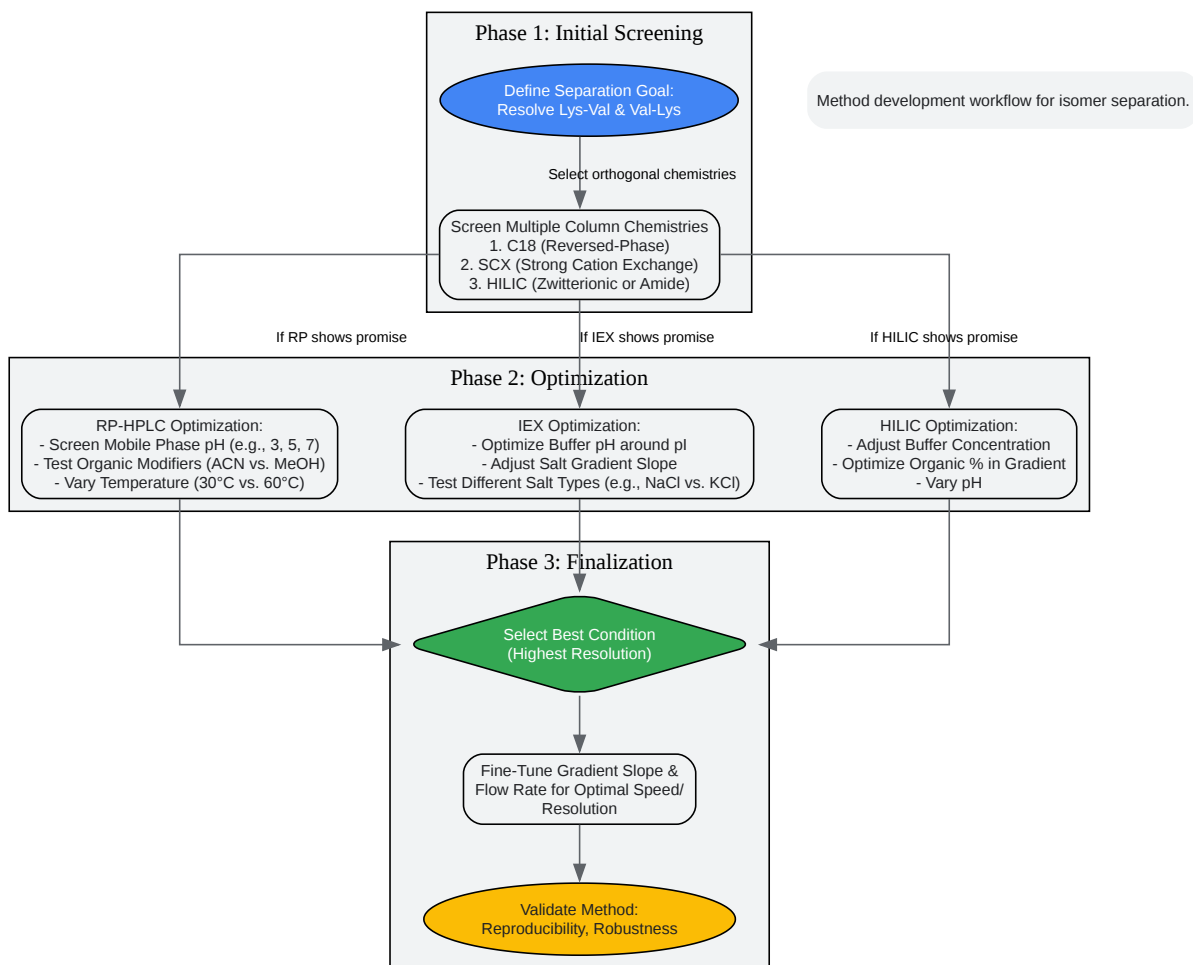 Phase 1: Initial Screening
Define Separation Goal:
Resolve Lys-Val & Val-Lys
Method development workflow for isomer separation.
Select orthogonal chemistries
Screen Multiple Column Chemistries
1. C18 (Reversed-Phase)
2. SCX (Strong Cation Exchange)
3. HILIC (Zwitterionic or Amide)
If RP shows promise
If IEX shows promise
If HILIC shows promise
Phase 2: Optimization
RP-HPLC Optimization:
- Screen Mobile Phase pH (e.g., 3, 5, 7)
- Test Organic Modifiers (ACN vs. MeOH)
- Vary Temperature (30°C vs. 60°C)
IEX Optimization:
- Optimize Buffer pH around pI
- Adjust Salt Gradient Slope
- Test Different Salt Types (e.g., NaCl vs. KCl)
HILIC Optimization:
- Adjust Buffer Concentration
- Optimize Organic % in Gradient
- Vary pH
Phase 3: Finalization
Select Best Condition
(Highest Resolution)
Fine-Tune Gradient Slope &
Flow Rate for Optimal Speed/
Resolution
Validate Method:
Reproducibility, Robustness